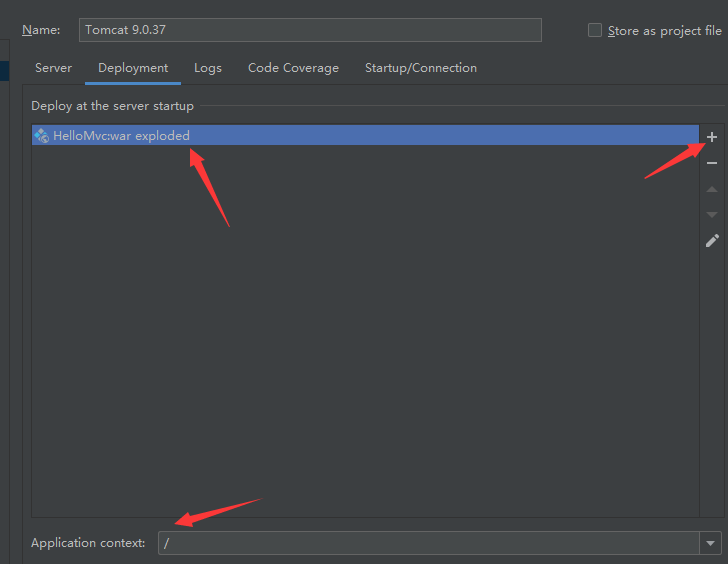 Name: Tomcat 9.0.37 Store as project file
Server Deployment Logs Code Coverage Startup/Connection
Deploy at the server startup
HelloMvc:war exploded
Application context: /